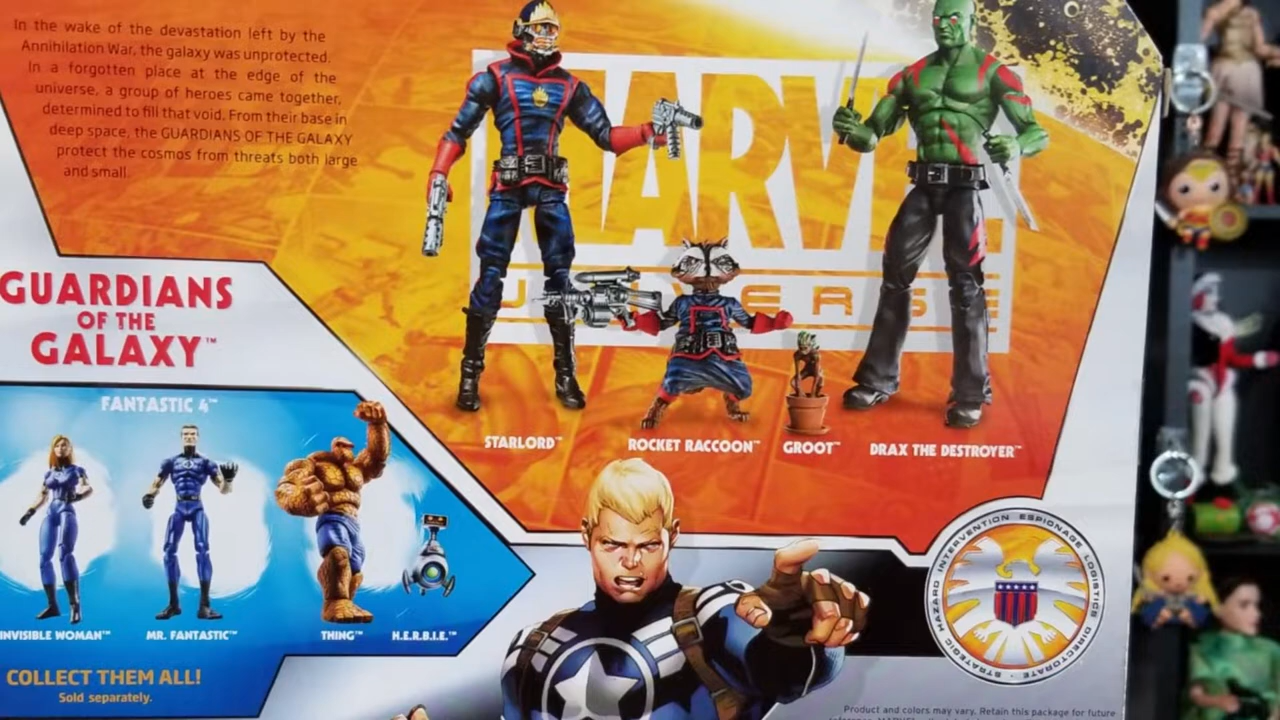 In the wake of the devastation left by the
Annihilation War, the galaxy was unprotected.
In a forgotten place at the edge of the
universe, a group of heroes came together,
determined to fill that void. From their base in
deep space, the GUARDIANS OF THE GALAXY
protect the cosmos from threats both large
and small.
MARVEL
UNIVERSE
GUARDIANS
OF THE
GALAXY™
STARLORD™
ROCKET RACCOON™
GROOT™
DRAX THE DESTROYER™
FANTASTIC 4™
INVISIBLE WOMAN™
MR. FANTASTIC™
THING™
H.E.R.B.I.E.™
COLLECT THEM ALL!
Sold separately.
STRATEGIC HAZARD INTERVENTION ESPIONAGE LOGISTICS DIRECTORATE
Product and colors may vary. Retain this package for future